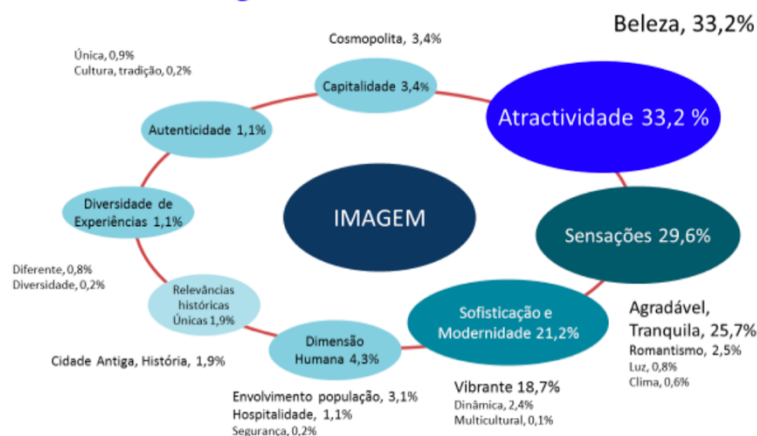 Beleza, 33,2%
Cosmopolita, 3,4%
Única, 0,9%
Cultura, tradição, 0,2%
Capitalidade 3,4%
Atractividade 33,2 %
Autenticidade 1,1%
Diversidade de
Experiências 1,1%
IMAGEM
Sensações 29,6%
Diferente, 0,8%
Diversidade, 0,2%
Relevâncias
históricas
Únicas 1,9%
Sofisticação e
Modernidade 21,2%
Agradável,
Tranquila, 25,7%
Romantismo, 2,5%
Luz, 0,8%
Clima, 0,6%
Dimensão
Humana 4,3%
Cidade Antiga, História, 1,9%
Envolvimento população, 3,1%
Hospitalidade, 1,1%
Segurança, 0,2%
Vibrante 18,7%
Dinâmica, 2,4%
Multicultural, 0,1%